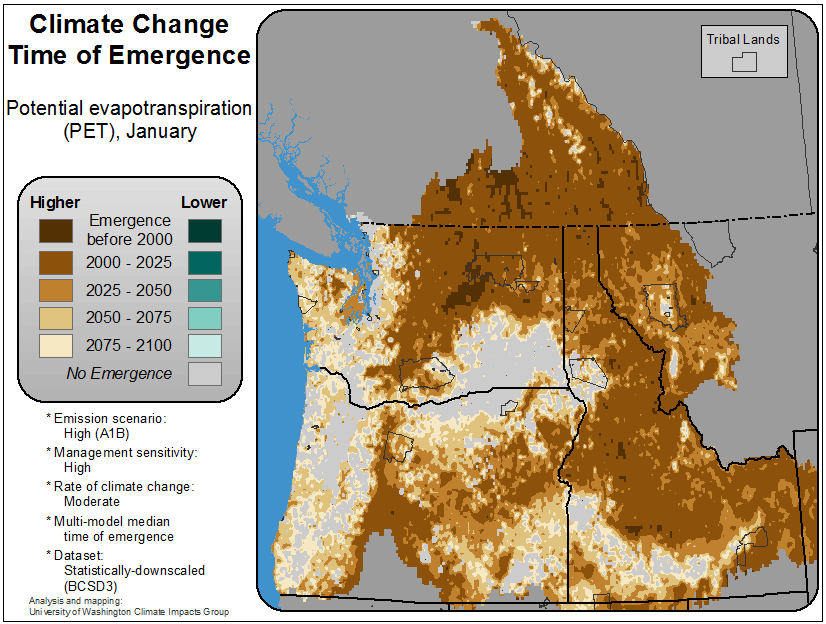 Climate Change
Time of Emergence
Potential evapotranspiration
(PET), January
Tribal Lands
Higher
Lower
Emergence
before 2000
2000 - 2025
2025 - 2050
2050 - 2075
2075 - 2100
No Emergence
* Emission scenario:
High (A1B)
* Management sensitivity:
High
* Rate of climate change:
Moderate
* Multi-model median
time of emergence
* Dataset:
Statistically-downscaled
(BCSD3)
Analysis and mapping:
University of Washington Climate Impacts Group